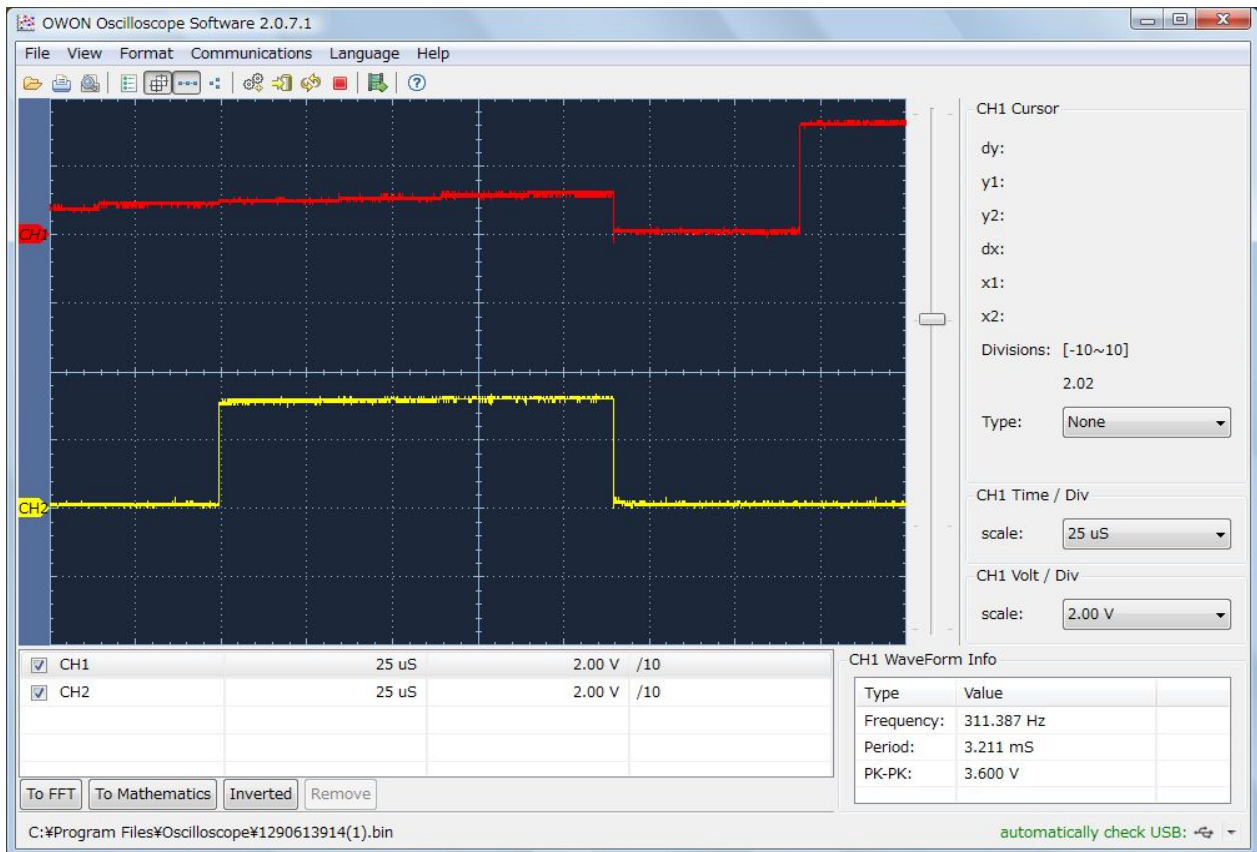 OWON Oscilloscope Software 2.0.7.1
File View Format Communications Language Help
CH1 Cursor
dy:
y1:
y2:
dx:
x1:
x2:
Divisions: [-10~10]
2.02
Type: None
CH1 Time / Div
scale: 25 uS
CH1 Volt / Div
scale: 2.00 V
CH1
CH2
CH1 25 uS 2.00 V /10
CH2 25 uS 2.00 V /10
To FFT To Mathematics Inverted Remove
CH1 WaveForm Info
Type Value
Frequency: 311.387 Hz
Period: 3.211 mS
PK-PK: 3.600 V
C:¥Program Files¥Oscilloscope¥1290613914(1).bin
automatically check USB: